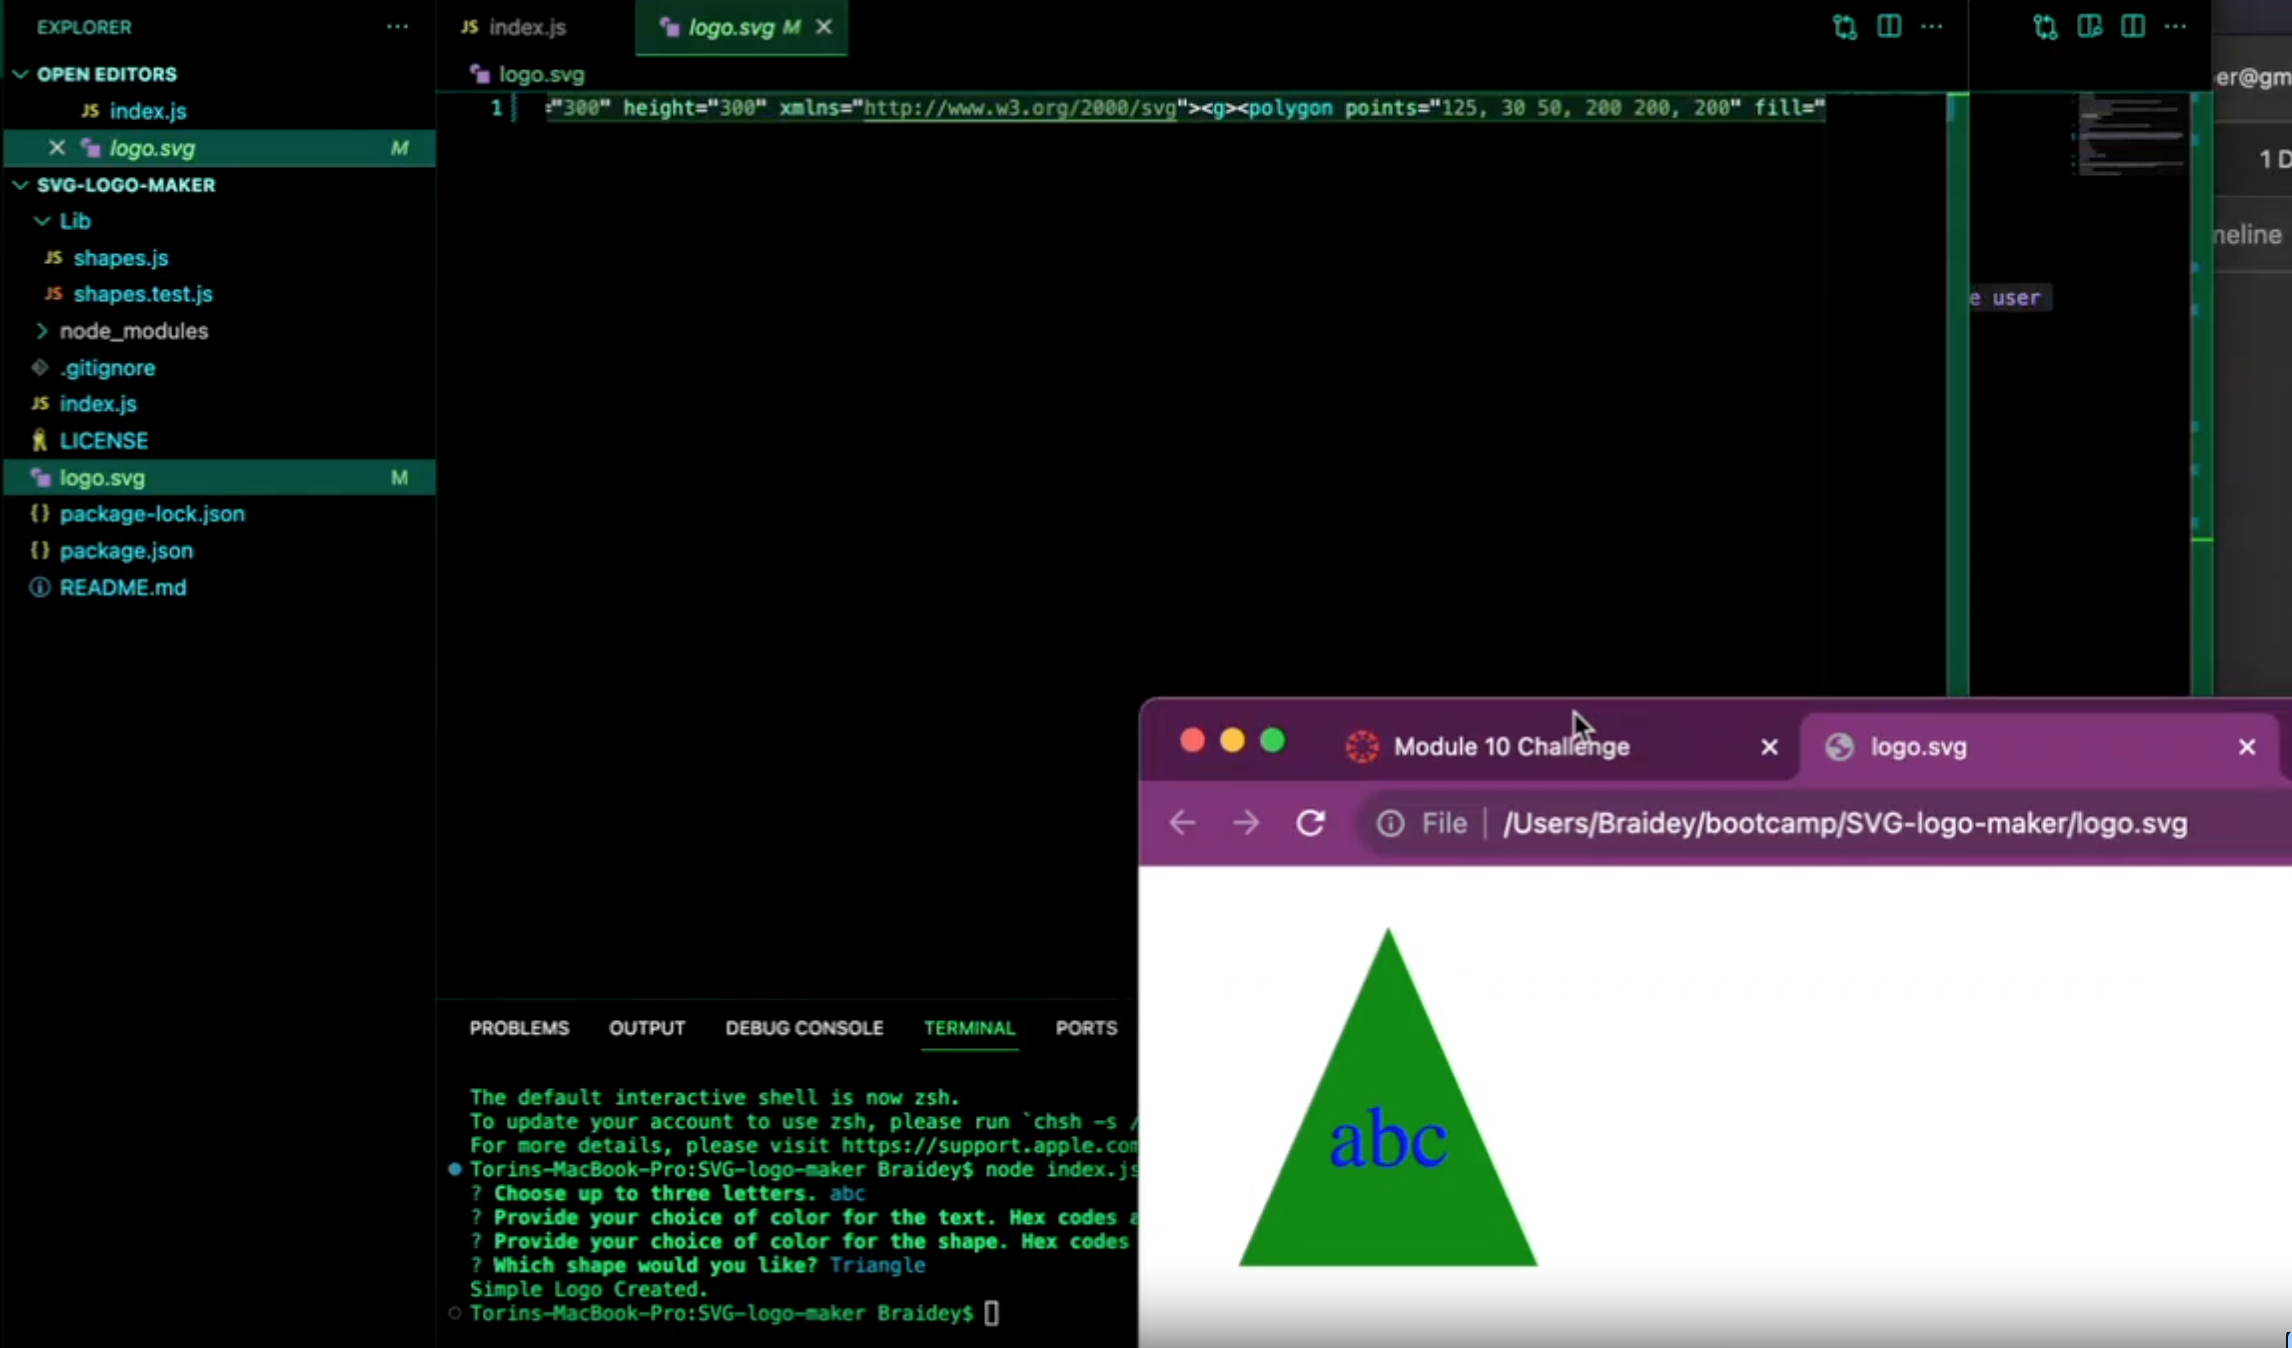 EXPLORER
OPEN EDITORS
JS index.js
logo.svg M
SVG-LOGO-MAKER
Lib
JS shapes.js
JS shapes.test.js
node_modules
.gitignore
JS index.js
LICENSE
logo.svg M
{} package-lock.json
{} package.json
README.md
JS index.js
logo.svg M
logo.svg
1 ="300" height="300" xmlns="http://www.w3.org/2000/svg"><g><polygon points="125, 30 50, 200 200, 200" fill="
er@gm
1 D
meline
e user
PROBLEMS OUTPUT DEBUG CONSOLE TERMINAL PORTS
The default interactive shell is now zsh.
To update your account to use zsh, please run `chsh -s /
For more details, please visit https://support.apple.com
Torins-MacBook-Pro:SVG-logo-maker Braidey$ node index.js
? Choose up to three letters. abc
? Provide your choice of color for the text. Hex codes a
? Provide your choice of color for the shape. Hex codes
? Which shape would you like? Triangle
Simple Logo Created.
Torins-MacBook-Pro:SVG-logo-maker Braidey$
Module 10 Challenge
logo.svg
File /Users/Braidey/bootcamp/SVG-logo-maker/logo.svg
abc